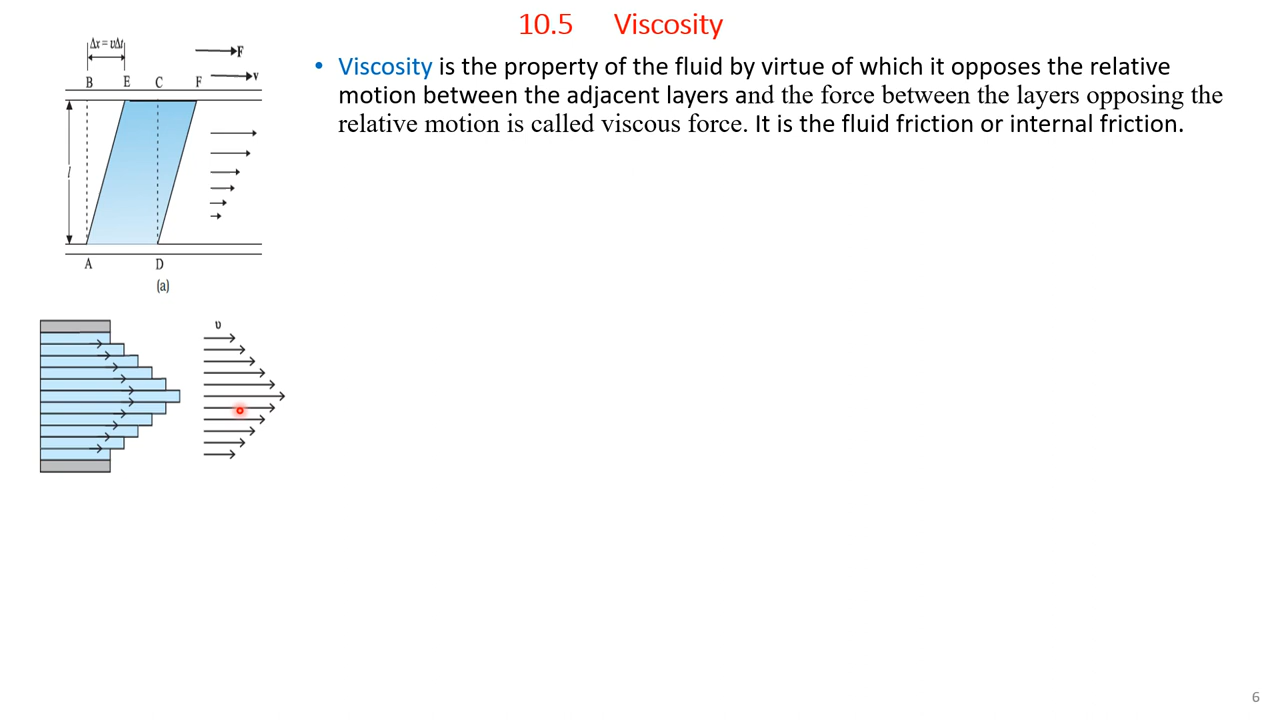 10.5 Viscosity
Δx = υΔt
F
v
B E C F
l
A D
(a)
υ
• Viscosity is the property of the fluid by virtue of which it opposes the relative
motion between the adjacent layers and the force between the layers opposing the
relative motion is called viscous force. It is the fluid friction or internal friction.
6